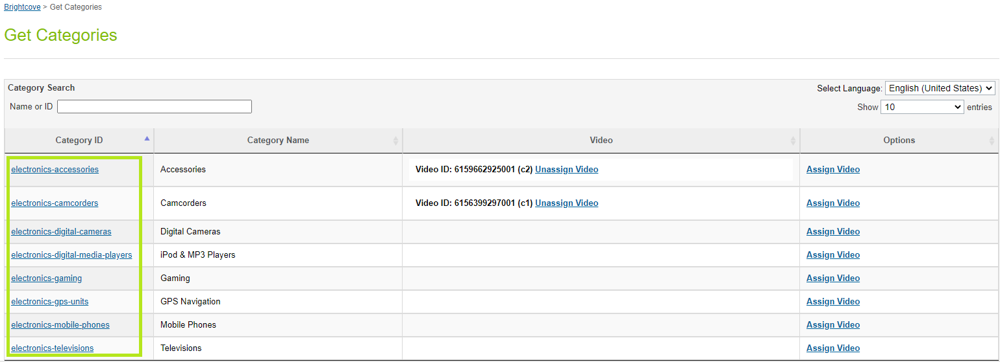 Brightcove > Get Categories
Get Categories
Category Search
Select Language: English (United States)
Name or ID
Show 10 entries
Category ID Category Name Video Options
electronics-accessories Accessories Video ID: 6159662925001 (c2) Unassign Video Assign Video
electronics-camcorders Camcorders Video ID: 6156399297001 (c1) Unassign Video Assign Video
electronics-digital-cameras Digital Cameras Assign Video
electronics-digital-media-players iPod & MP3 Players Assign Video
electronics-gaming Gaming Assign Video
electronics-gps-units GPS Navigation Assign Video
electronics-mobile-phones Mobile Phones Assign Video
electronics-televisions Televisions Assign Video